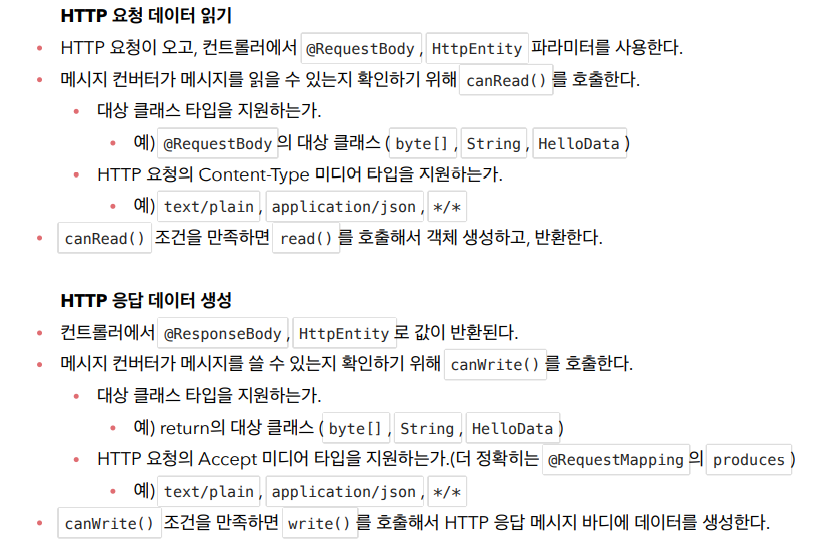 HTTP 요청 데이터 읽기
HTTP 요청이 오고, 컨트롤러에서 @RequestBody, HttpEntity 파라미터를 사용한다.
메시지 컨버터가 메시지를 읽을 수 있는지 확인하기 위해 canRead() 를 호출한다.
대상 클래스 타입을 지원하는가.
예) @RequestBody 의 대상 클래스 ( byte[] , String , HelloData )
HTTP 요청의 Content-Type 미디어 타입을 지원하는가.
예) text/plain , application/json , */*
canRead() 조건을 만족하면 read() 를 호출해서 객체 생성하고, 반환한다.
HTTP 응답 데이터 생성
컨트롤러에서 @ResponseBody, HttpEntity 로 값이 반환된다.
메시지 컨버터가 메시지를 쓸 수 있는지 확인하기 위해 canWrite() 를 호출한다.
대상 클래스 타입을 지원하는가.
예) return의 대상 클래스 ( byte[] , String , HelloData )
HTTP 요청의 Accept 미디어 타입을 지원하는가.(더 정확히는 @RequestMapping 의 produces )
예) text/plain , application/json , */*
canWrite() 조건을 만족하면 write() 를 호출해서 HTTP 응답 메시지 바디에 데이터를 생성한다.